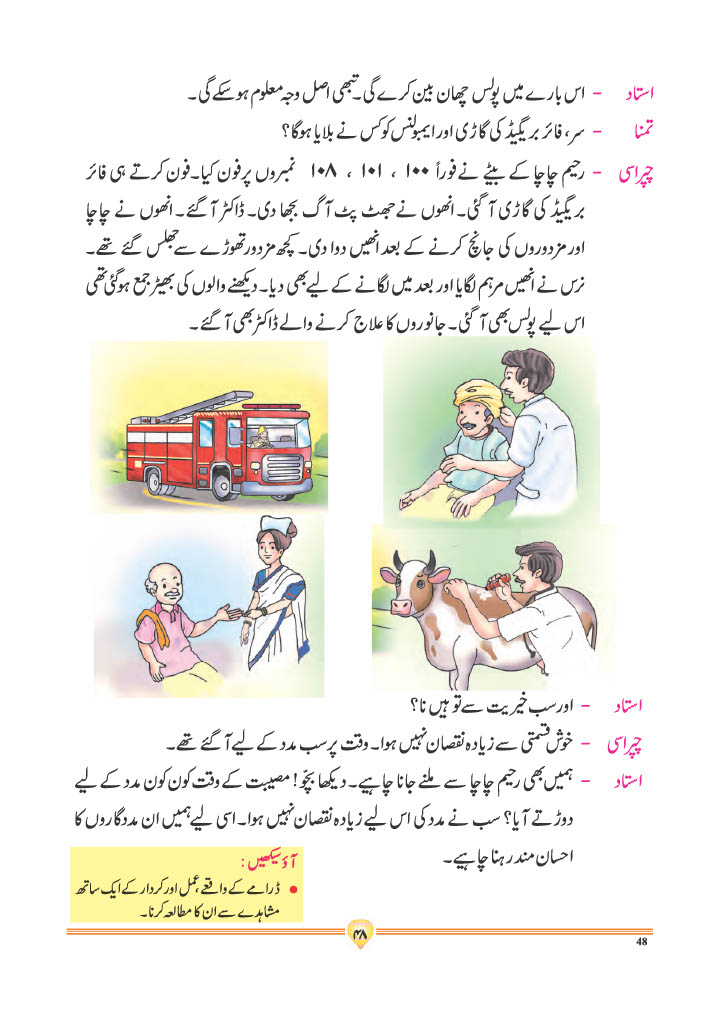 استاد - اس بارے میں پولس چھان بین کرے گی۔ تبھی اصل وجہ معلوم ہو سکے گی۔
تمنا - سر، فائر بریگیڈ کی گاڑی اور ایمبولنس کو کس نے بلایا ہوگا؟
چپراسی - رحیم چاچا کے بیٹے نے فوراً ۱۰۰ ، ۱۰۱ ، ۱۰۸ نمبروں پر فون کیا۔ فون کرتے ہی فائر
بریگیڈ کی گاڑی آ گئی۔ انھوں نے جھٹ پٹ آگ بجھا دی۔ ڈاکٹر آ گئے۔ انھوں نے چاچا
اور مزدوروں کی جانچ کرنے کے بعد انھیں دوا دی۔ کچھ مزدور تھوڑے سے جھلس گئے تھے۔
نرس نے انھیں مرہم لگایا اور بعد میں لگانے کے لیے بھی دیا۔ دیکھنے والوں کی بھیڑ جمع ہو گئی تھی
اس لیے پولس بھی آ گئی۔ جانوروں کا علاج کرنے والے ڈاکٹر بھی آ گئے۔
استاد - اور سب خیریت سے تو ہیں نا؟
چپراسی - خوش قسمتی سے زیادہ نقصان نہیں ہوا۔ وقت پر سب مدد کے لیے آ گئے تھے۔
استاد - ہمیں بھی رحیم چاچا سے ملنے جانا چاہیے۔ دیکھا بچّو! مصیبت کے وقت کون کون مدد کے لیے
دوڑتے آیا؟ سب نے مدد کی اس لیے زیادہ نقصان نہیں ہوا۔ اسی لیے ہمیں ان مددگاروں کا
احسان مند رہنا چاہیے۔
آؤ سیکھیں :
• ڈرامے کے واقعے، عمل اور کردار کے ایک ساتھ
مشاہدے سے ان کا مطالعہ کرنا۔
۴۸
48